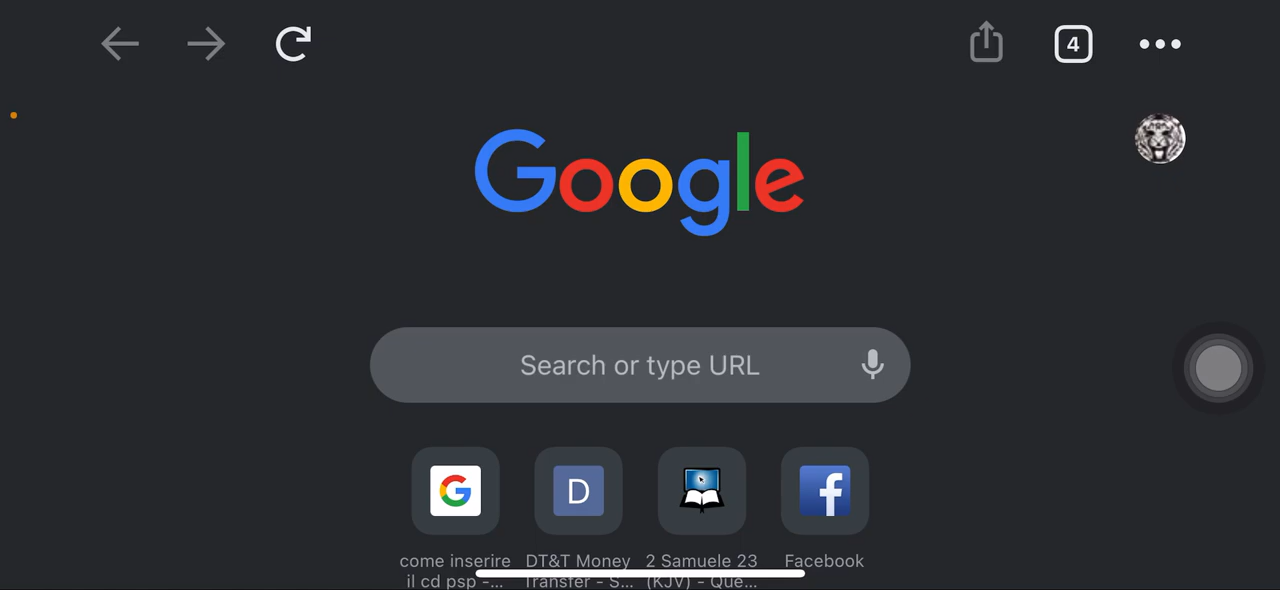 4
Google
Search or type URL
G
D
f
come inserire
il cd psp -...
DT&T Money
Transfer - S...
2 Samuele 23
(KJV) - Que...
Facebook